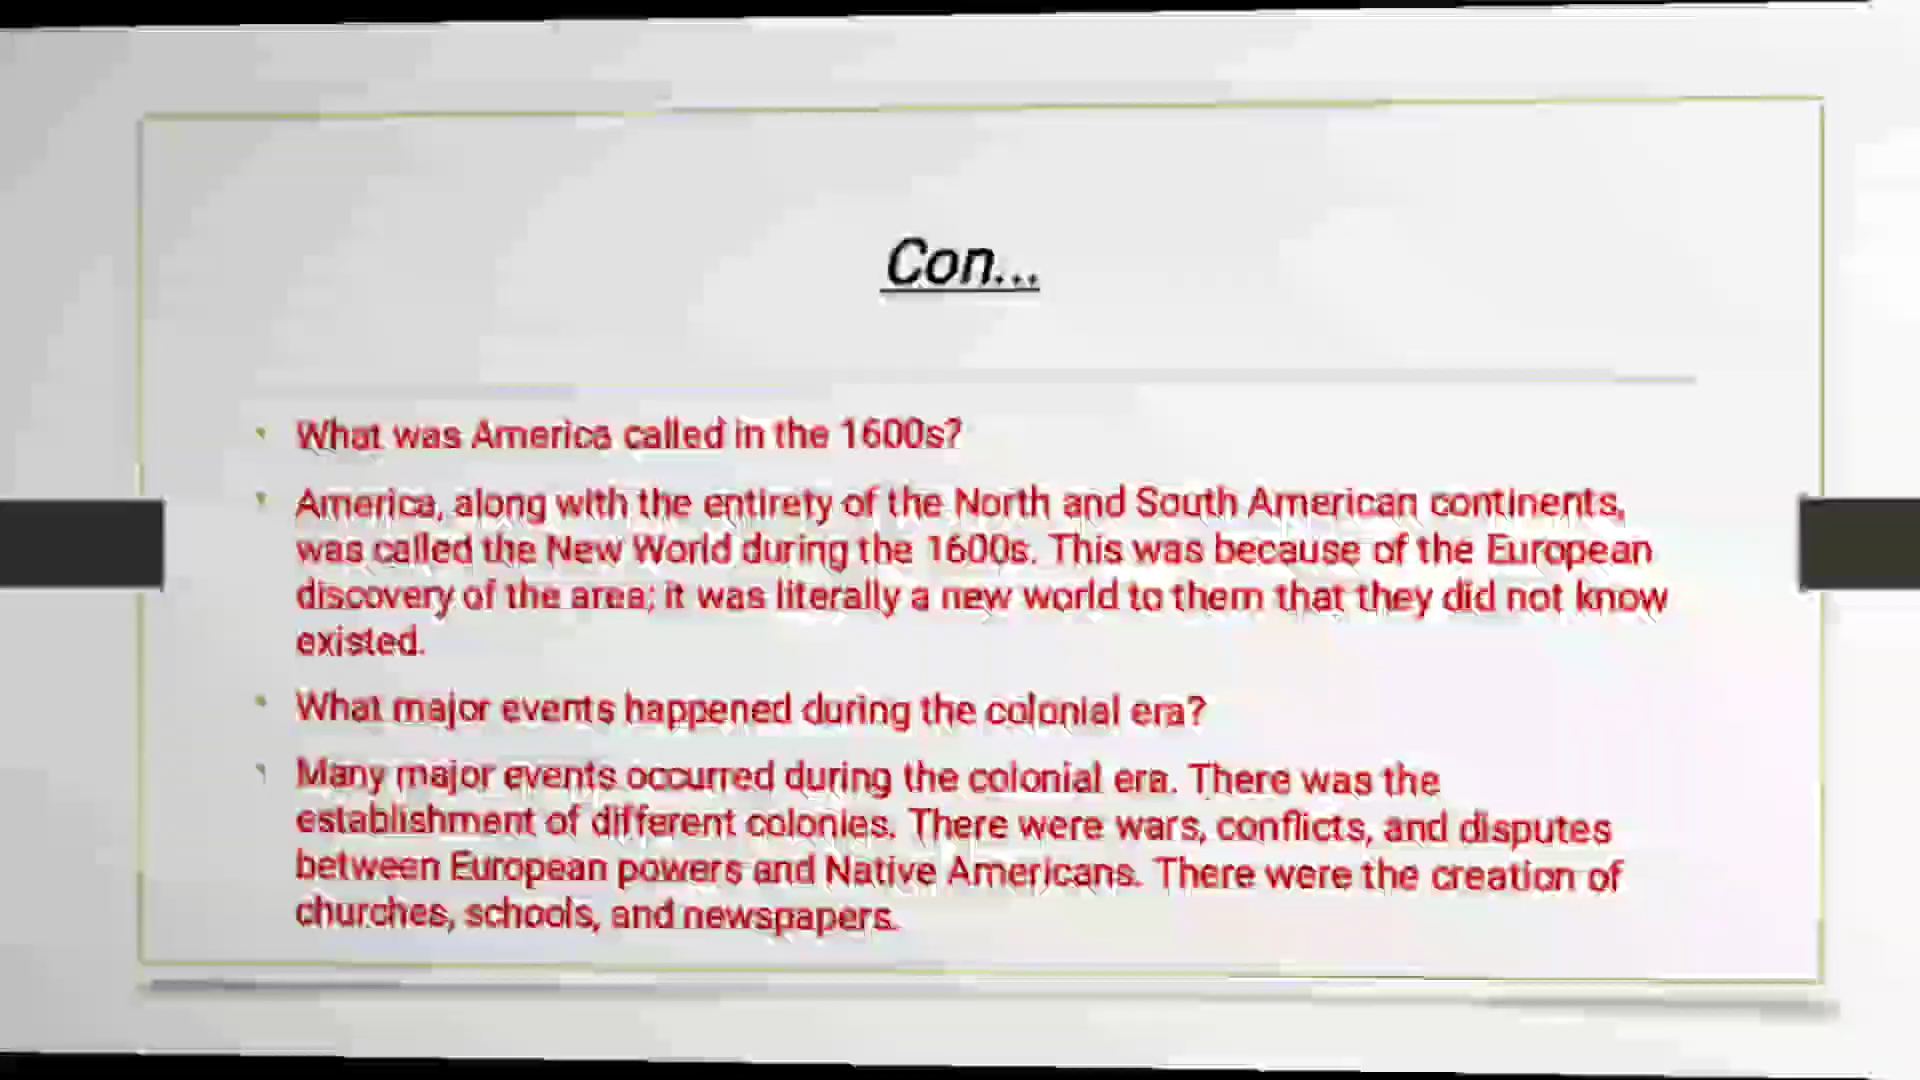 Con...
What was America called in the 1600s?
America, along with the entirety of the North and South American continents,
was called the New World during the 1600s. This was because of the European
discovery of the area; it was literally a new world to them that they did not know
existed.
What major events happened during the colonial era?
Many major events occurred during the colonial era. There was the
establishment of different colonies. There were wars, conflicts, and disputes
between European powers and Native Americans. There were the creation of
churches, schools, and newspapers.